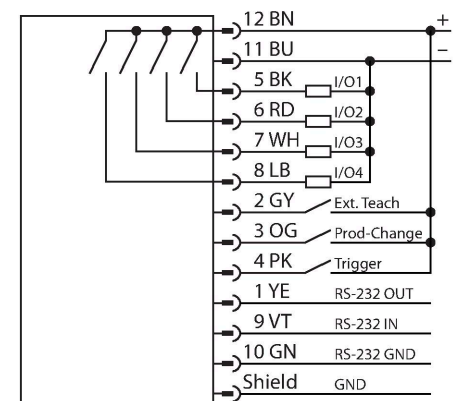 12 BN +
11 BU −
5 BK I/O1
6 RD I/O2
7 WH I/O3
8 LB I/O4
2 GY Ext. Teach
3 OG Prod-Change
4 PK Trigger
1 YE RS-232 OUT
9 VT RS-232 IN
10 GN RS-232 GND
Shield GND